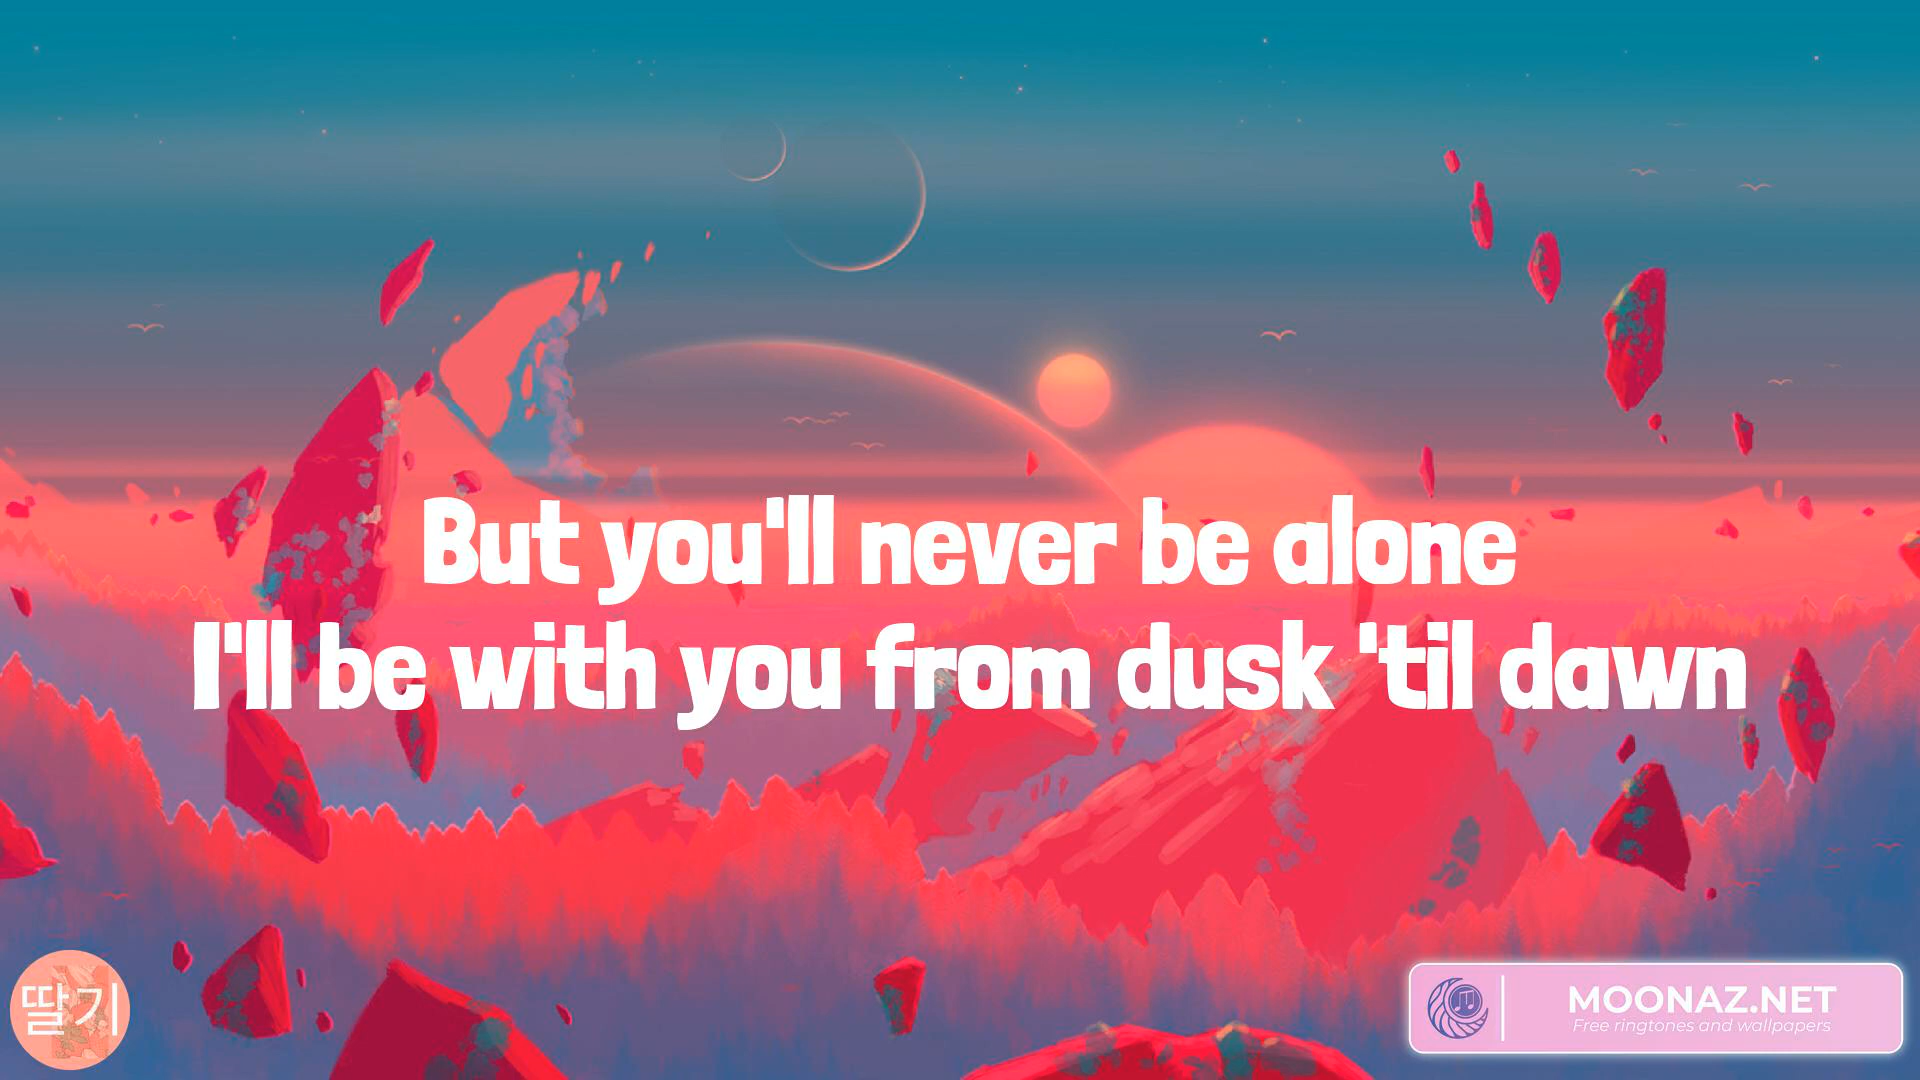 But you'll never be alone
I'll be with you from dusk 'til dawn
딸기
MOONAZ.NET
Free ringtones and wallpapers